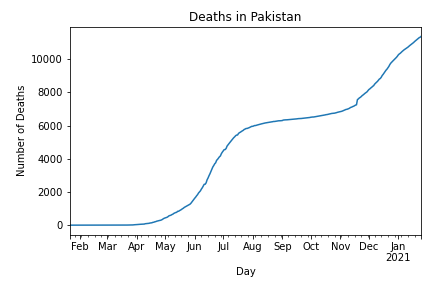 Deaths in Pakistan
Number of Deaths
10000
8000
6000
4000
2000
0
Feb Mar Apr May Jun Jul Aug Sep Oct Nov Dec Jan
2021
Day